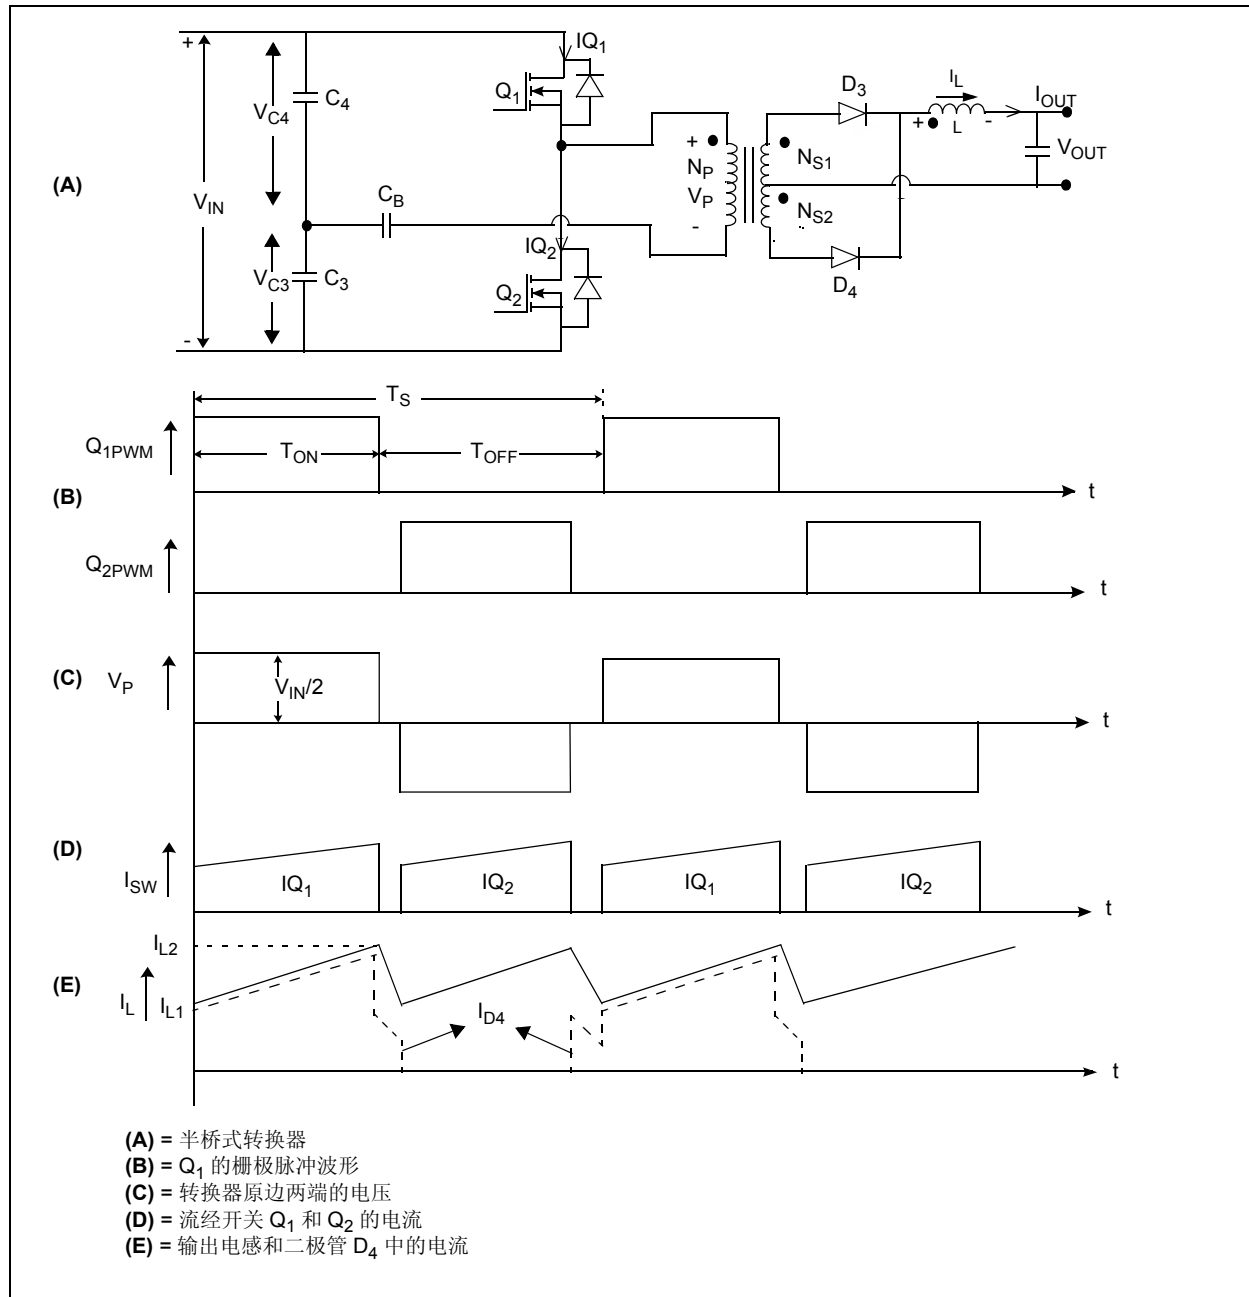 +
IQ1
VC4
C4
Q1
D3
IL
IOUT
+
L
-
+
NP
VP
-
NS1
NS2
VOUT
(A)
VIN
CB
VC3
C3
IQ2
Q2
D4
-
TS
Q1PWM
TON
TOFF
t
(B)
Q2PWM
t
(C)
VP
VIN/2
t
(D)
ISW
IQ1
IQ2
IQ1
IQ2
t
IL2
(E)
IL
IL1
ID4
t
(A) = 半桥式转换器
(B) = Q1 的栅极脉冲波形
(C) = 转换器原边两端的电压
(D) = 流经开关 Q1 和 Q2 的电流
(E) = 输出电感和二极管 D4 中的电流